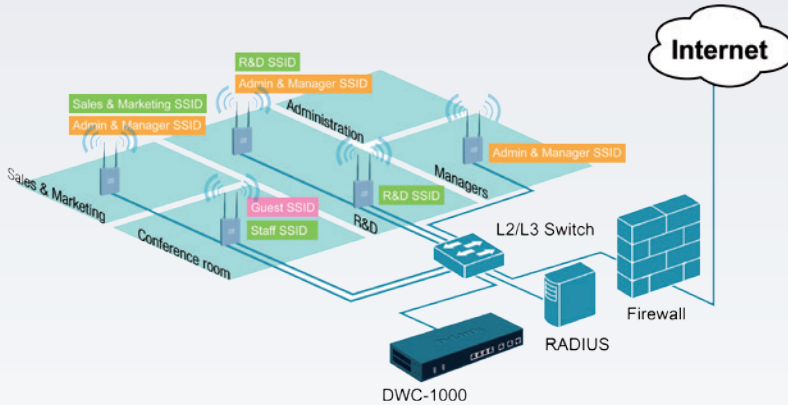 Internet
R&D SSID
Admin & Manager SSID
Sales & Marketing SSID
Admin & Manager SSID
Administration
Admin & Manager SSID
Managers
Sales & Marketing
R&D SSID
Guest SSID
Staff SSID
R&D
Conference room
L2/L3 Switch
Firewall
RADIUS
D-Link
DWC-1000